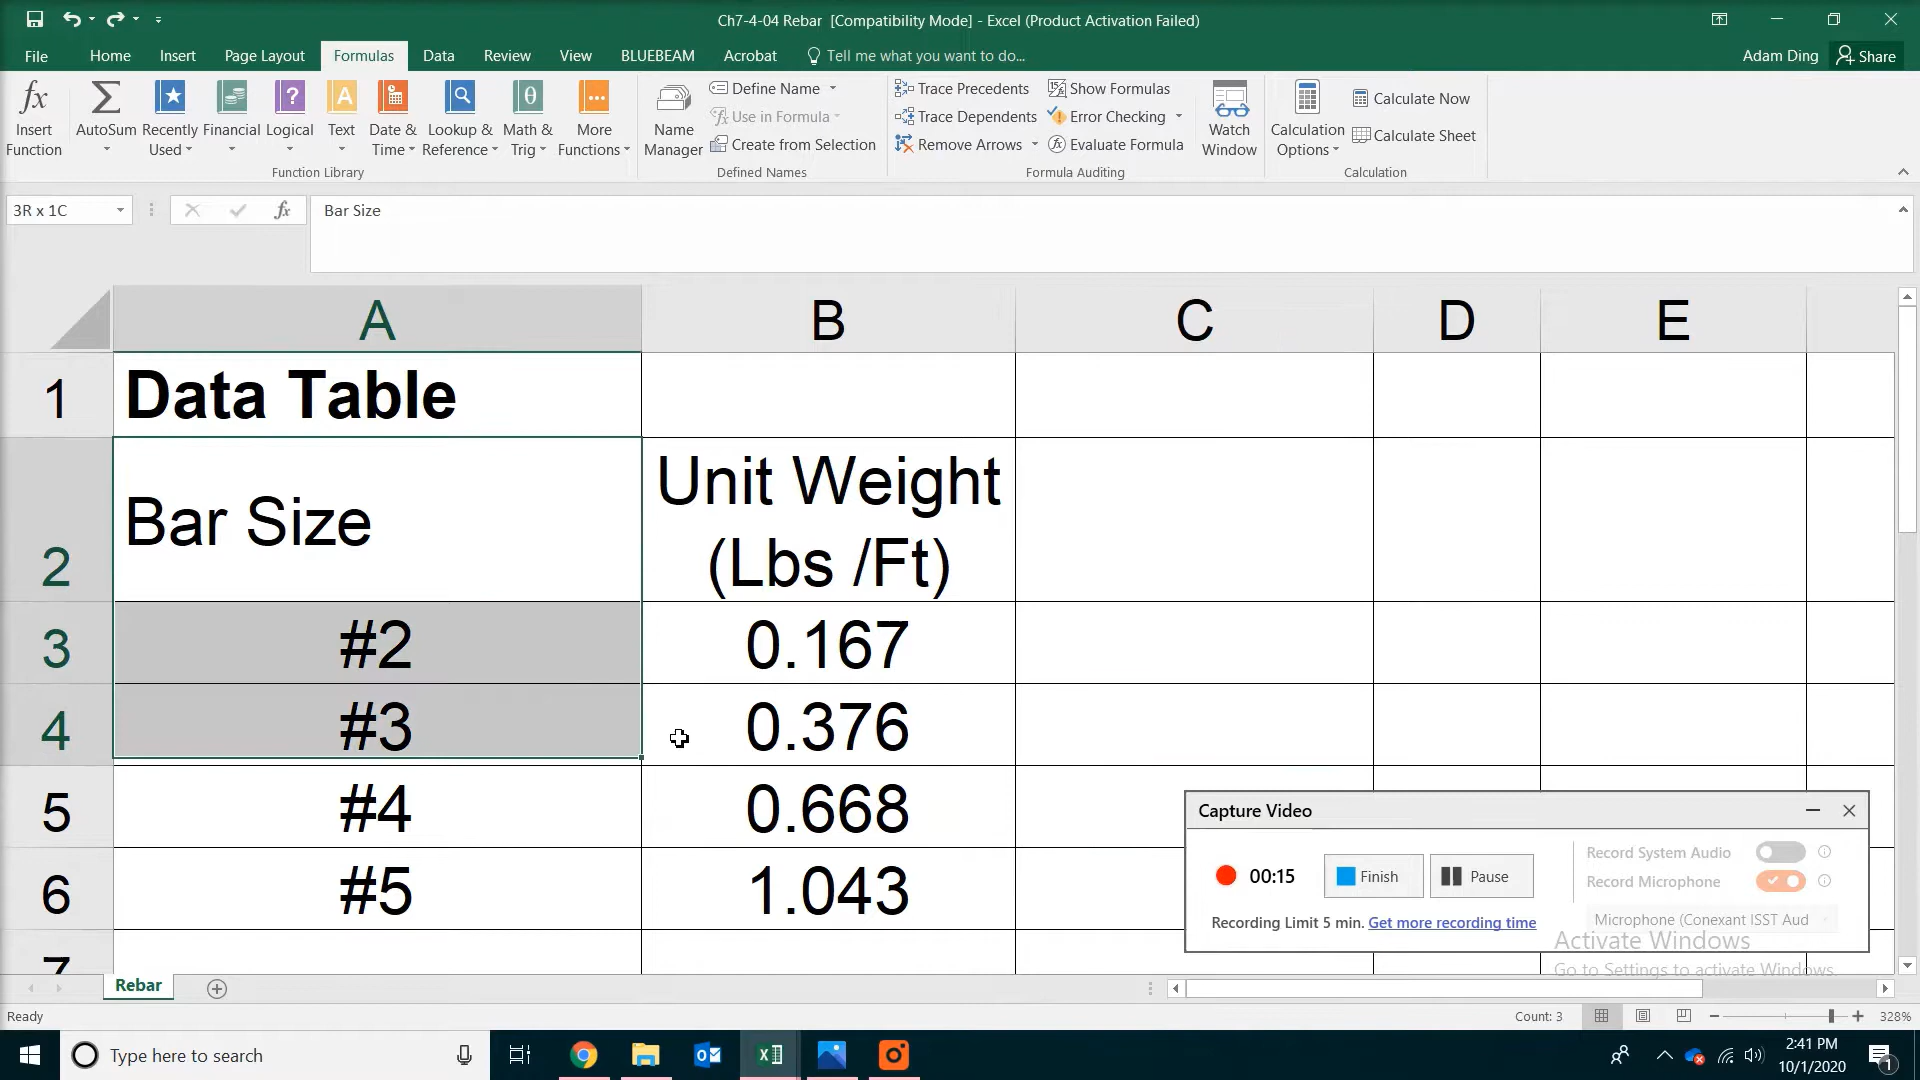 Ch7-4-04 Rebar  [Compatibility Mode] - Excel (Product Activation Failed)
File Home Insert Page Layout Formulas Data Review View BLUEBEAM Acrobat Tell me what you want to do... Adam Ding Share
fx
Insert Function
AutoSum
Recently Used
Financial
Logical
Text
Date & Time
Lookup & Reference
Math & Trig
More Functions
Function Library
Name Manager
Define Name
Use in Formula
Create from Selection
Defined Names
Trace Precedents
Trace Dependents
Remove Arrows
Show Formulas
Error Checking
Evaluate Formula
Formula Auditing
Watch Window
Calculation Options
Calculate Now
Calculate Sheet
Calculation
3R x 1C fx Bar Size
A B C D E
1 Data Table
2 Bar Size Unit Weight (Lbs /Ft)
3 #2 0.167
4 #3 0.376
5 #4 0.668
6 #5 1.043
7
Capture Video
00:15 Finish Pause
Record System Audio
Record Microphone
Microphone (Conexant ISST Aud
Recording Limit 5 min. Get more recording time
Activate Windows
Go to Settings to activate Windows.
Rebar
Ready Count: 3 328%
Type here to search
2:41 PM
10/1/2020
1